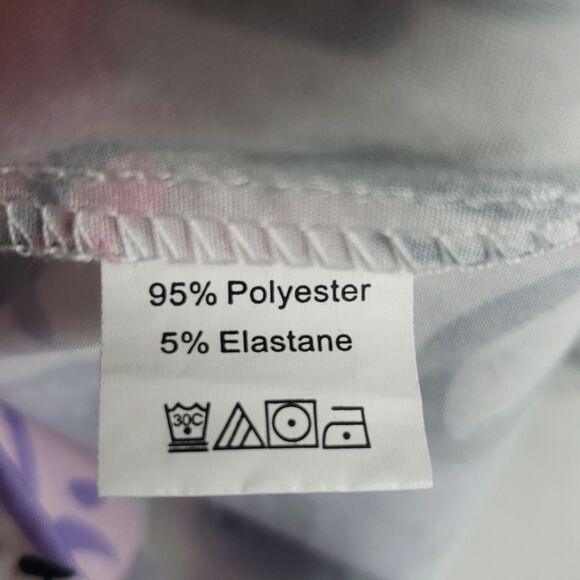 95% Polyester
5% Elastane
30C